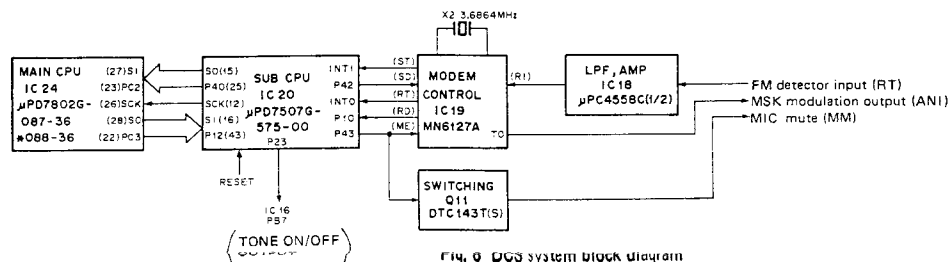 X2 3.6864MHz
MAIN CPU
IC 24
μPD7802G-
087-36
*088-36
(27)SI
(23)PC2
(26)SCK
(28)SO
(22)PC3
SO(15)
P40(25)
SCK(12)
SI(16)
P12(43)
SUB CPU
IC 20
μPD7507G-
575-00
P23
INT1
P42
INT0
P10
P43
(ST)
(SD)
(RT)
(RD)
(ME)
MODEM
CONTROL
IC19
MN6127A
TO
(RI)
LPF, AMP
IC 18
μPC4558C(1/2)
FM detector input (RT)
MSK modulation output (ANI)
MIC mute (MM)
RESET
IC 16
PB7
(TONE ON/OFF
SWITCHING
Q11
DTC143T(S)
Fig. 6 DCS system block diagram